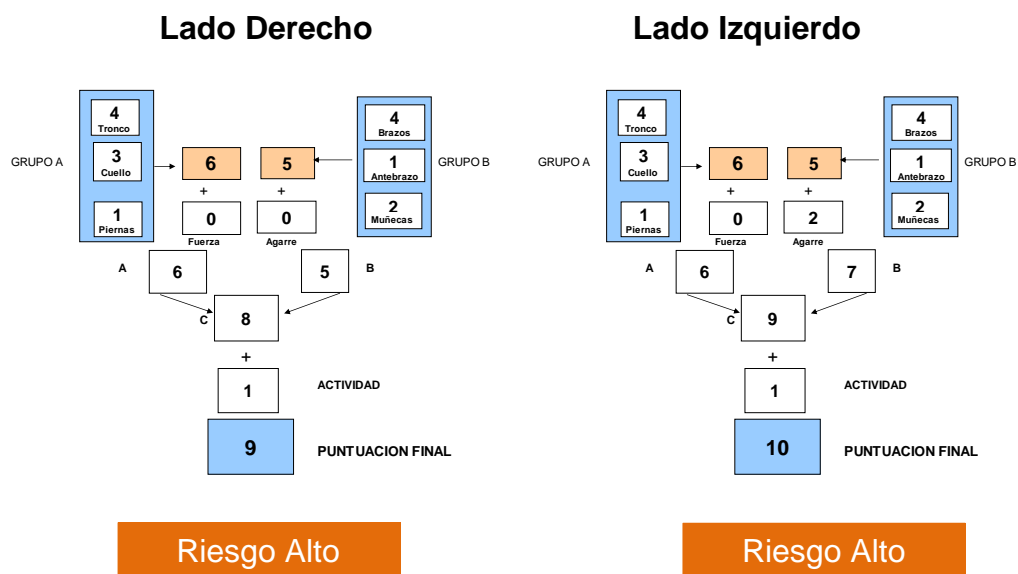 Lado Derecho
4
Tronco
3
Cuello
1
Piernas
GRUPO A
6
5
+
+
0
0
Fuerza
Agarre
4
Brazos
1
Antebrazo
2
Muñecas
GRUPO B
A
6
5
B
C
8
+
1
ACTIVIDAD
9
PUNTUACION FINAL
Riesgo Alto
Lado Izquierdo
4
Tronco
3
Cuello
1
Piernas
GRUPO A
6
5
+
+
0
2
Fuerza
Agarre
4
Brazos
1
Antebrazo
2
Muñecas
GRUPO B
A
6
7
B
C
9
+
1
ACTIVIDAD
10
PUNTUACION FINAL
Riesgo Alto